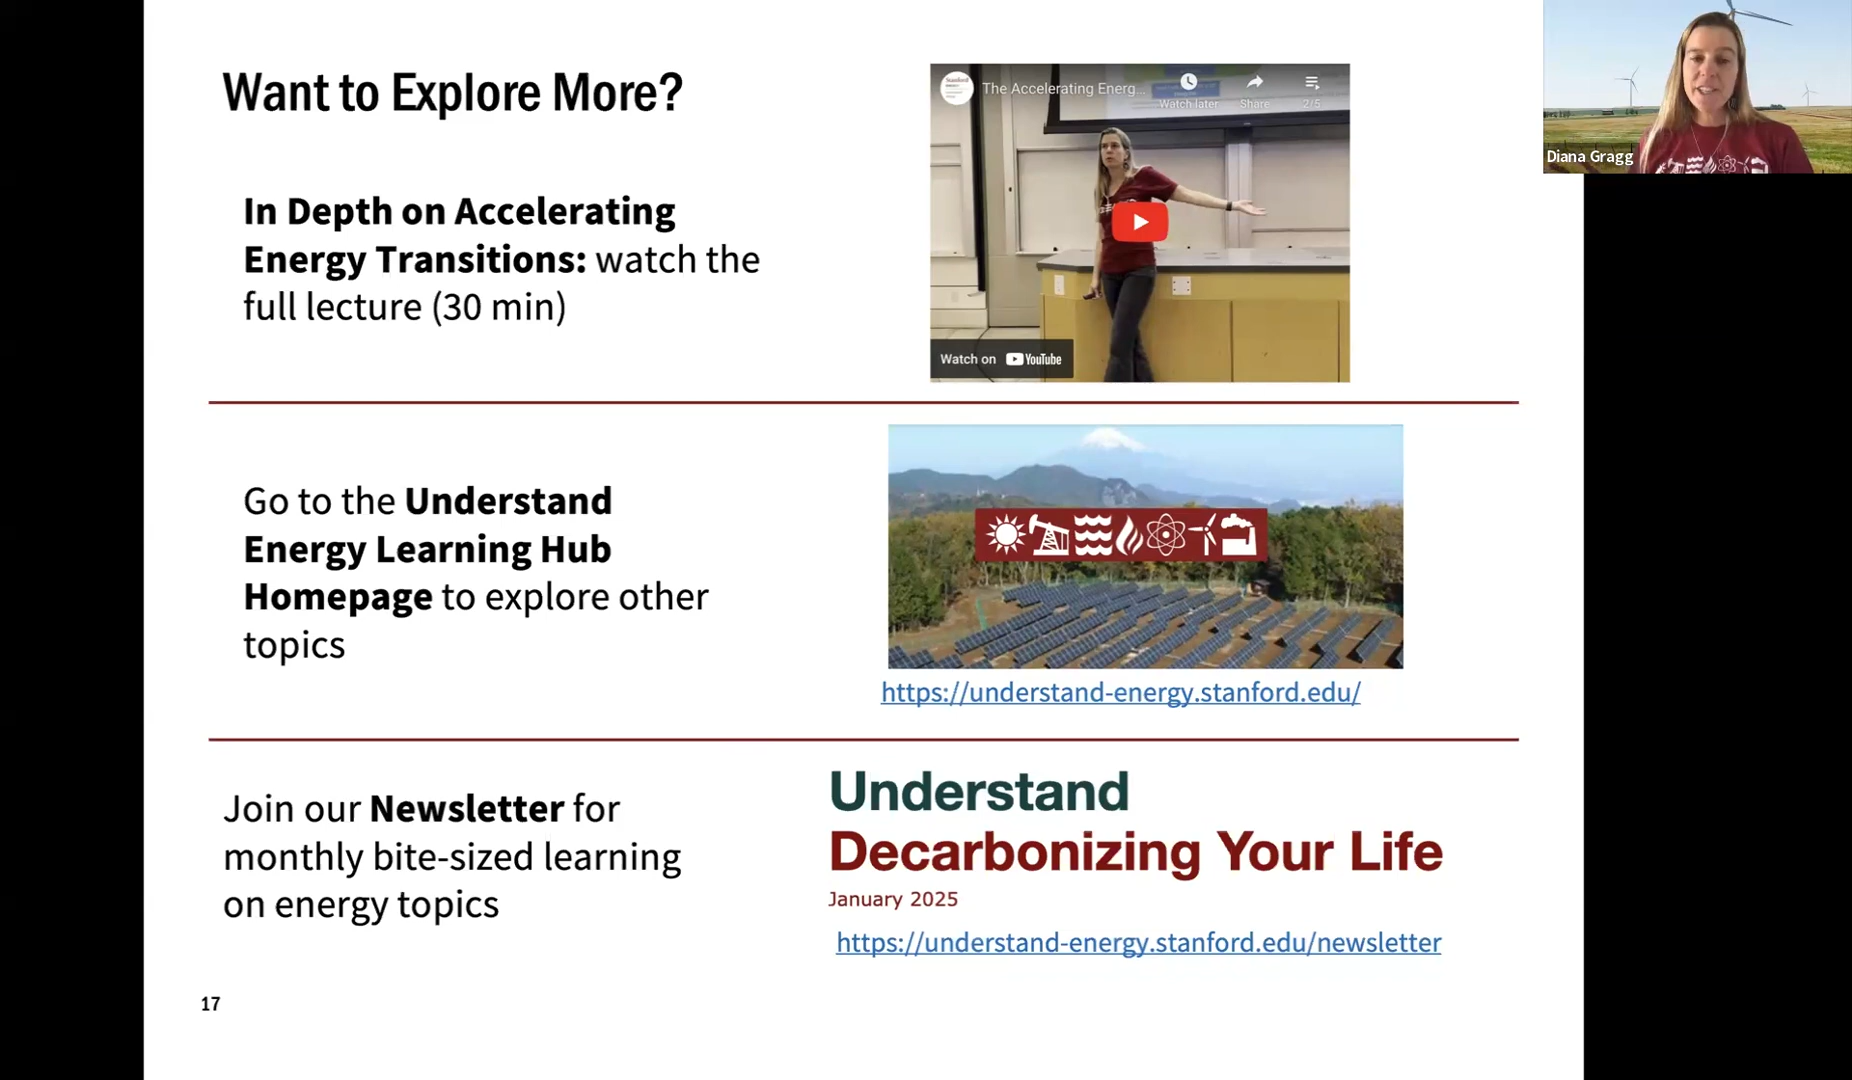 Want to Explore More?
In Depth on Accelerating
Energy Transitions: watch the
full lecture (30 min)
The Accelerating Energ...
Watch later
Share
2/5
Watch on YouTube
Diana Gragg
Go to the Understand
Energy Learning Hub
Homepage to explore other
topics
https://understand-energy.stanford.edu/
Join our Newsletter for
monthly bite-sized learning
on energy topics
Understand
Decarbonizing Your Life
January 2025
https://understand-energy.stanford.edu/newsletter
17